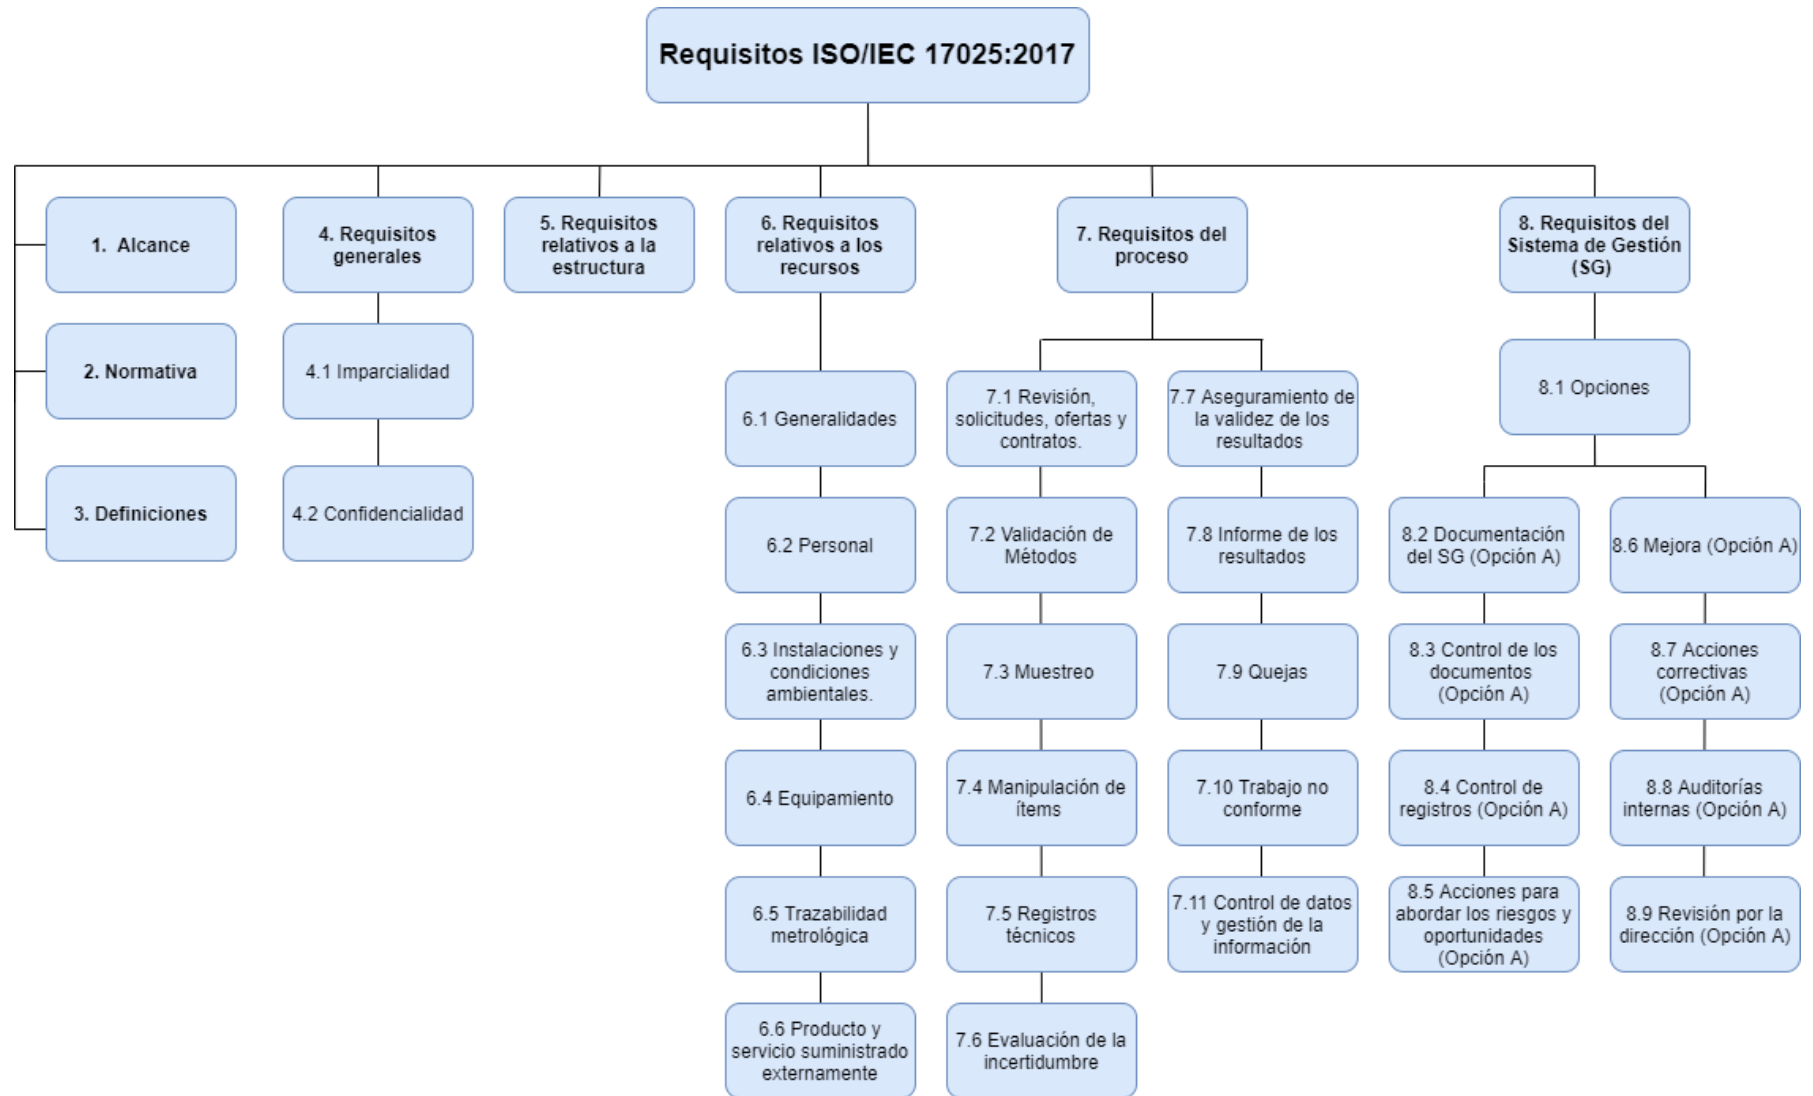 Requisitos ISO/IEC 17025:2017
1. Alcance
2. Normativa
3. Definiciones
4. Requisitos
generales
4.1 Imparcialidad
4.2 Confidencialidad
5. Requisitos
relativos a la
estructura
6. Requisitos
relativos a los
recursos
6.1 Generalidades
6.2 Personal
6.3 Instalaciones y
condiciones
ambientales.
6.4 Equipamiento
6.5 Trazabilidad
metrológica
6.6 Producto y
servicio suministrado
externamente
7. Requisitos del
proceso
7.1 Revisión,
solicitudes, ofertas y
contratos.
7.2 Validación de
Métodos
7.3 Muestreo
7.4 Manipulación de
ítems
7.5 Registros
técnicos
7.6 Evaluación de la
incertidumbre
7.7 Aseguramiento de
la validez de los
resultados
7.8 Informe de los
resultados
7.9 Quejas
7.10 Trabajo no
conforme
7.11 Control de datos
y gestión de la
información
8. Requisitos del
Sistema de Gestión
(SG)
8.1 Opciones
8.2 Documentación
del SG (Opción A)
8.3 Control de los
documentos
(Opción A)
8.4 Control de
registros (Opción A)
8.5 Acciones para
abordar los riesgos y
oportunidades
(Opción A)
8.6 Mejora (Opción A)
8.7 Acciones
correctivas
(Opción A)
8.8 Auditorías
internas (Opción A)
8.9 Revisión por la
dirección (Opción A)